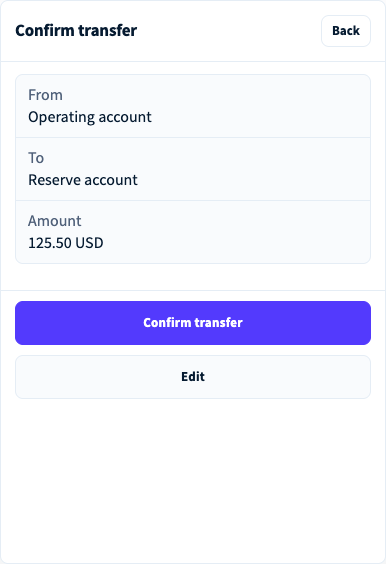 Confirm transfer
Back
From
Operating account
To
Reserve account
Amount
125.50 USD
Confirm transfer
Edit